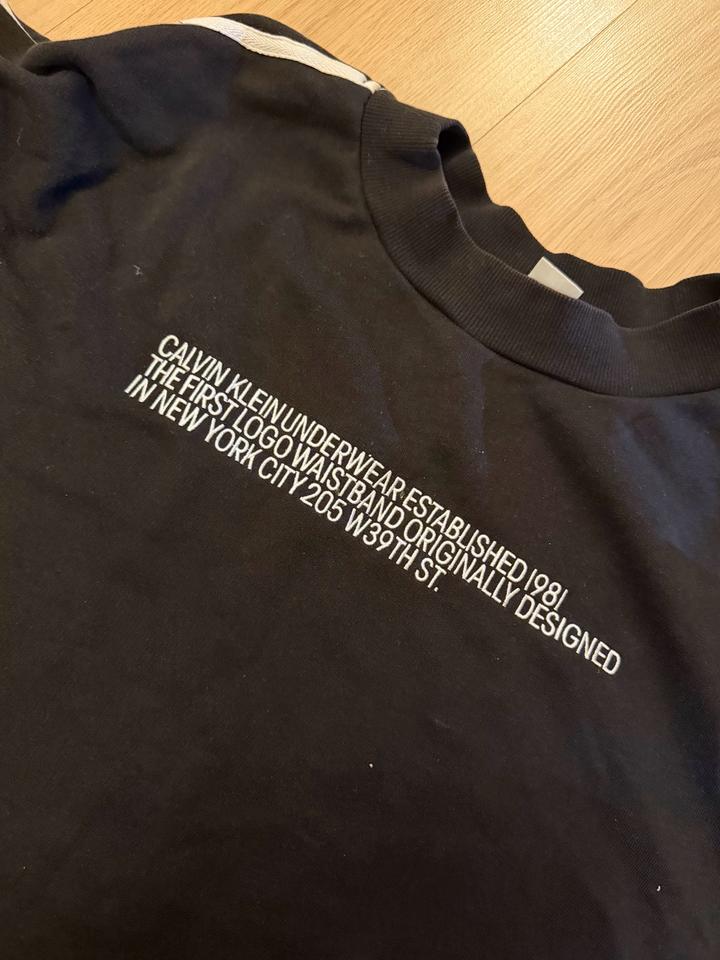 CALVIN KLEIN UNDERWEAR ESTABLISHED 1981
THE FIRST LOGO WAISTBAND ORIGINALLY DESIGNED
IN NEW YORK CITY 205 W39TH ST.